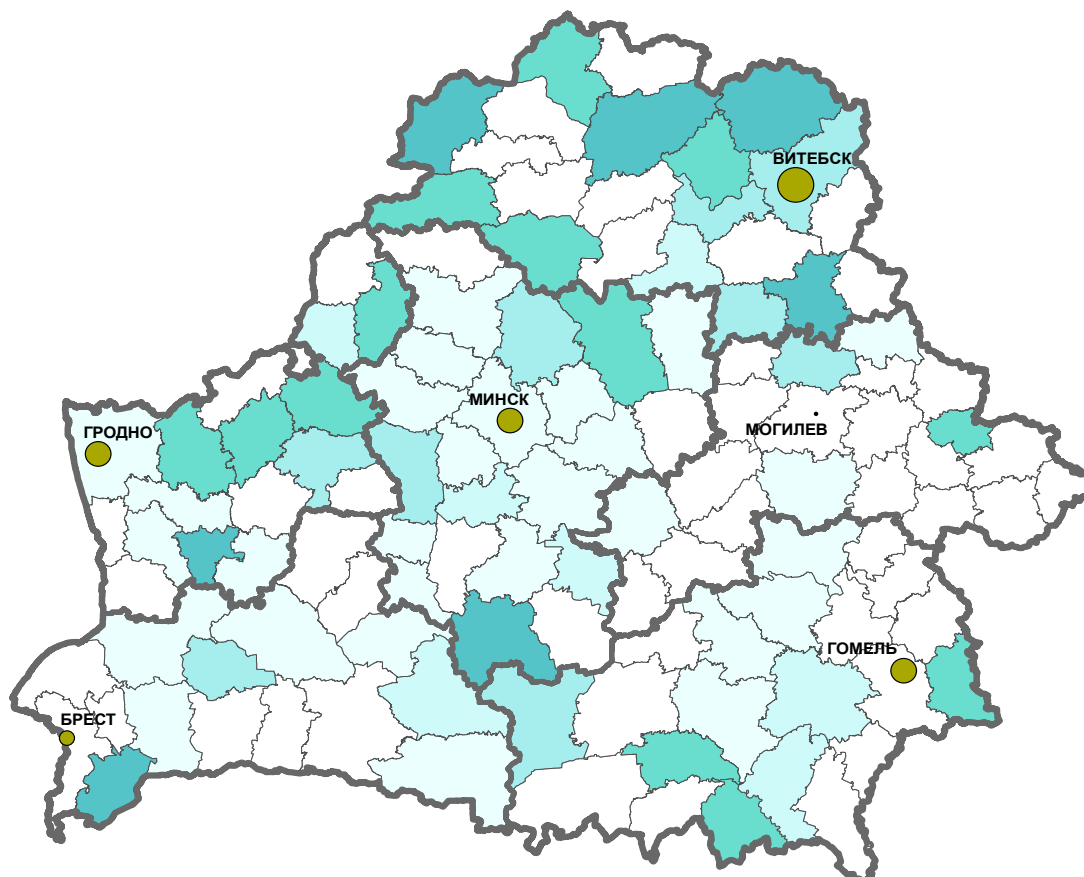 ВИТЕБСК
МИНСК
ГРОДНО
МОГИЛЕВ
ГОМЕЛЬ
БРЕСТ